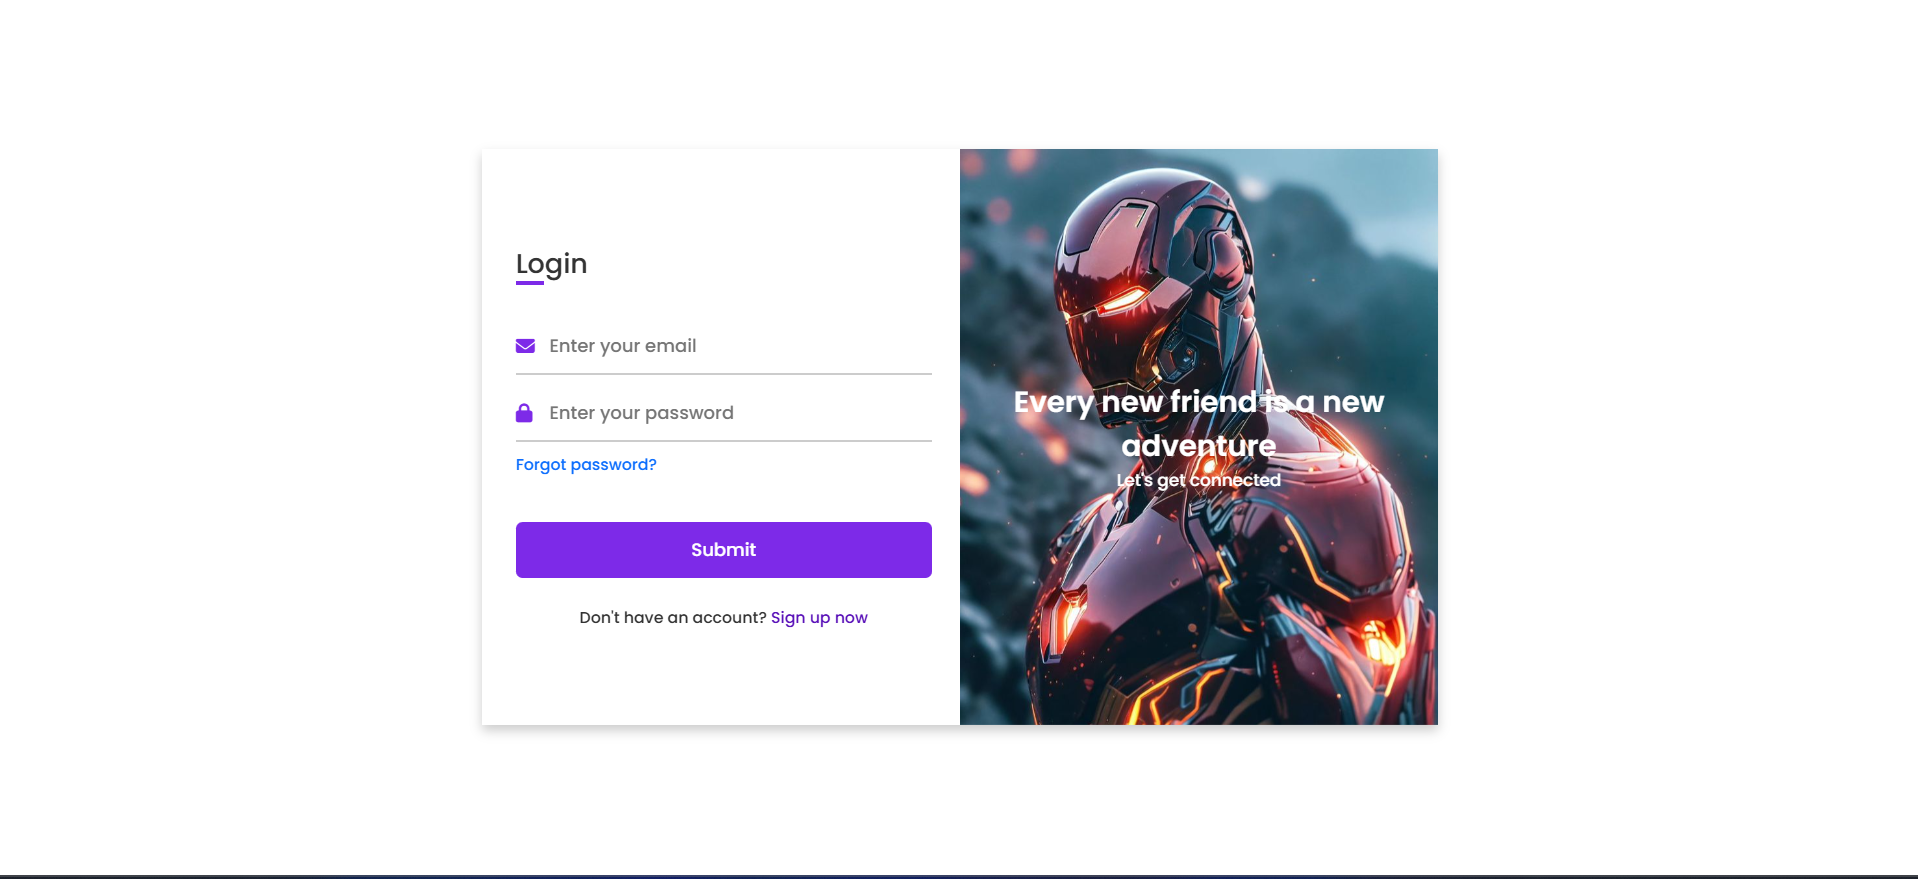 Login
Enter your email
Enter your password
Forgot password?
Submit
Don't have an account? Sign up now
Every new friend is a new
adventure
Let's get connected